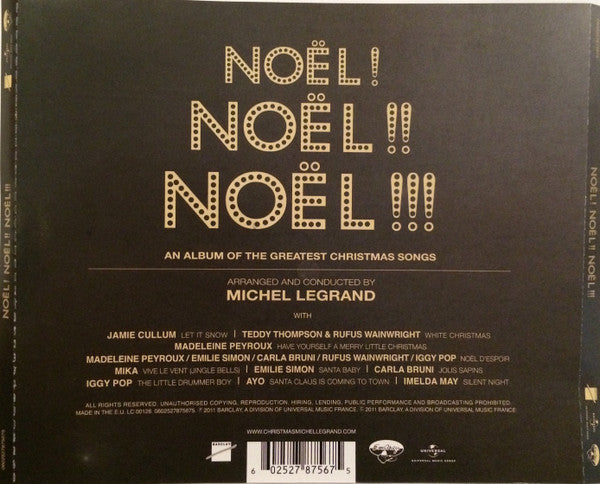 NOËL!
NOËL!!
NOËL!!!
AN ALBUM OF THE GREATEST CHRISTMAS SONGS
ARRANGED AND CONDUCTED BY
MICHEL LEGRAND
WITH
JAMIE CULLUM LET IT SNOW | TEDDY THOMPSON & RUFUS WAINWRIGHT WHITE CHRISTMAS
MADELEINE PEYROUX HAVE YOURSELF A MERRY LITTLE CHRISTMAS
MADELEINE PEYROUX / EMILIE SIMON / CARLA BRUNI / RUFUS WAINWRIGHT / IGGY POP NOËL D'ESPOIR
MIKA VIVE LE VENT (JINGLE BELLS) | EMILIE SIMON SANTA BABY | CARLA BRUNI JOLIS SAPINS
IGGY POP THE LITTLE DRUMMER BOY | AYO SANTA CLAUS IS COMING TO TOWN | IMELDA MAY SILENT NIGHT
ALL RIGHTS RESERVED. UNAUTHORISED COPYING, REPRODUCTION, HIRING, LENDING, PUBLIC PERFORMANCE AND BROADCASTING PROHIBITED.
MADE IN THE E.U. LC 00126. 0602527875675. ℗ 2011 BARCLAY, A DIVISION OF UNIVERSAL MUSIC FRANCE. © 2011 BARCLAY, A DIVISION OF UNIVERSAL MUSIC FRANCE.
WWW.CHRISTMASMICHELLEGRAND.COM
BARCLAY
6 02527 87567 5
EmArcy
UNIVERSAL
UNIVERSAL MUSIC SONGS
NOËL! NOËL!! NOËL!!!
NOËL! NOËL!! NOËL!!!